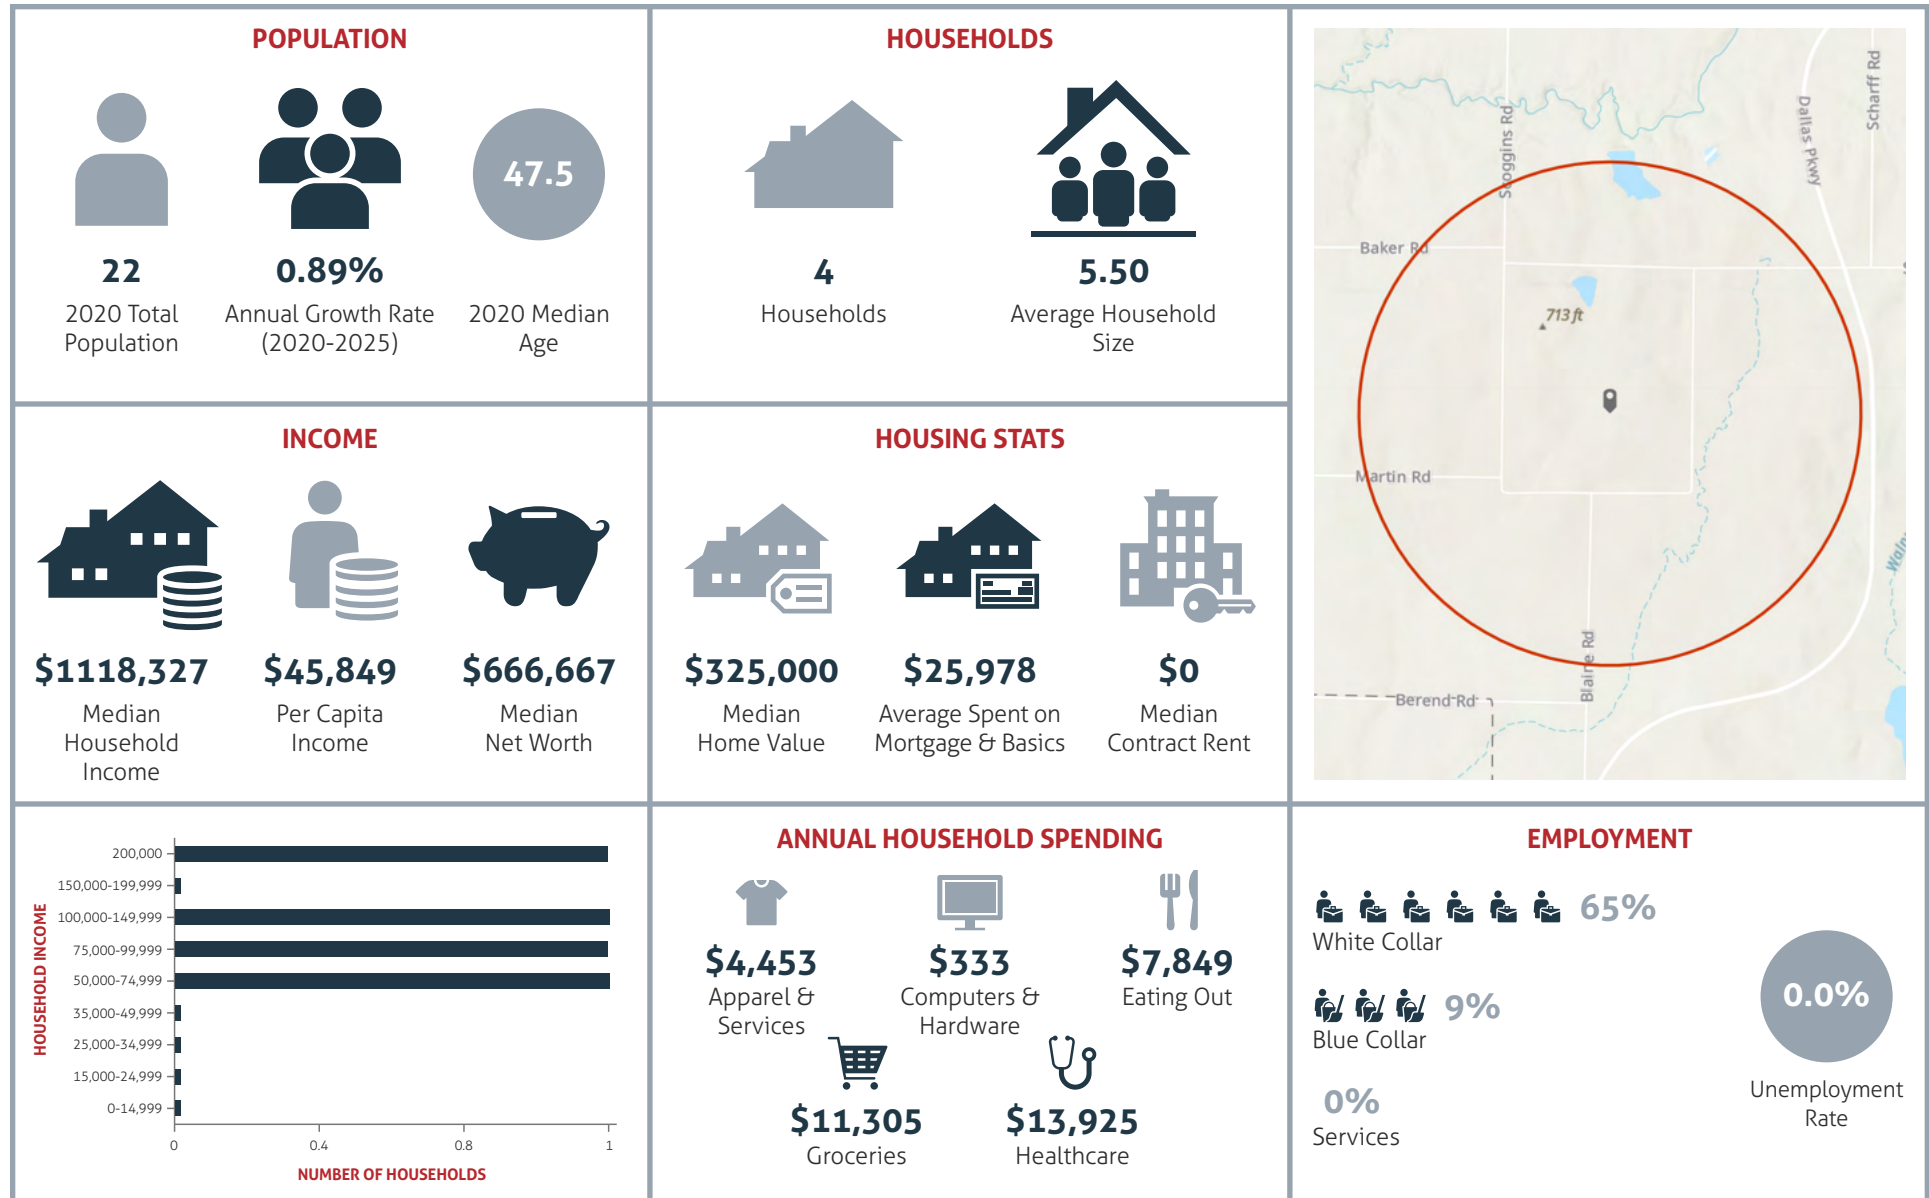 POPULATION
47.5
22
0.89%
2020 Total
Population
Annual Growth Rate
(2020-2025)
2020 Median
Age
HOUSEHOLDS
4
5.50
Households
Average Household
Size
Scoggins Rd
Dallas Pkwy
Scharff Rd
Baker Rd
713 ft
Martin Rd
Blaine Rd
Berend Rd
INCOME
$1118,327
$45,849
$666,667
Median
Household
Income
Per Capita
Income
Median
Net Worth
HOUSING STATS
$325,000
$25,978
$0
Median
Home Value
Average Spent on
Mortgage & Basics
Median
Contract Rent
HOUSEHOLD INCOME
200,000
150,000-199,999
100,000-149,999
75,000-99,999
50,000-74,999
35,000-49,999
25,000-34,999
15,000-24,999
0-14,999
0 0.4 0.8 1
NUMBER OF HOUSEHOLDS
ANNUAL HOUSEHOLD SPENDING
$4,453
Apparel &
Services
$333
Computers &
Hardware
$7,849
Eating Out
$11,305
Groceries
$13,925
Healthcare
EMPLOYMENT
65%
White Collar
9%
Blue Collar
0%
Services
0.0%
Unemployment
Rate